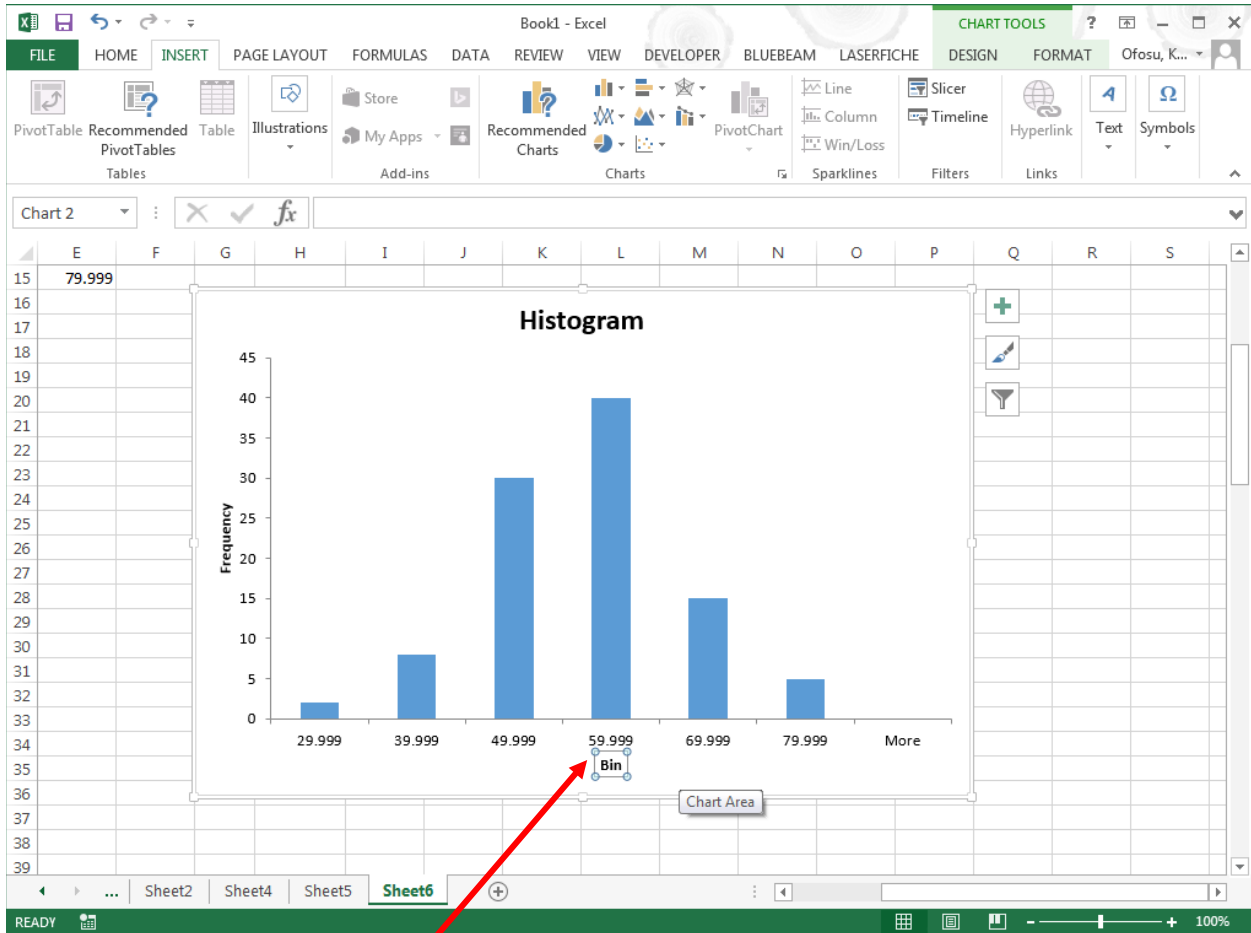 Book1 - Excel
CHART TOOLS
?
FILE HOME INSERT PAGE LAYOUT FORMULAS DATA REVIEW VIEW DEVELOPER BLUEBEAM LASERFICHE DESIGN FORMAT Ofosu, K...
PivotTable Recommended PivotTables Table
Illustrations
Store
My Apps
Recommended Charts
PivotChart
Line
Column
Win/Loss
Slicer
Timeline
Hyperlink
Text
Symbols
Tables Add-ins Charts Sparklines Filters Links
Chart 2 fx
E F G H I J K L M N O P Q R S
15 79.999
16
17
18
19
20
21
22
23
24
25
26
27
28
29
30
31
32
33
34
35
36
37
38
39
Histogram
Frequency
45
40
35
30
25
20
15
10
5
0
29.999 39.999 49.999 59.999 69.999 79.999 More
Bin
Chart Area
... Sheet2 Sheet4 Sheet5 Sheet6
READY 100%